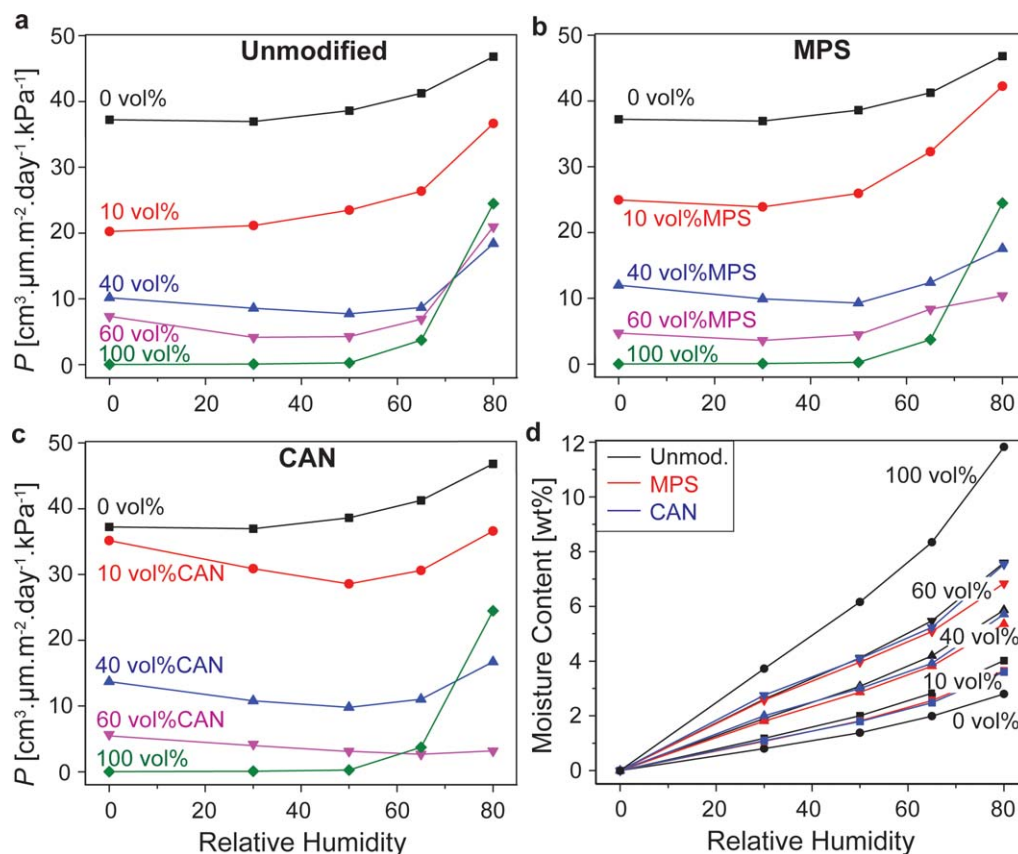 a
Unmodified
P [cm³.µm.m⁻².day⁻¹.kPa⁻¹]
50
40
30
20
10
0
0 vol%
10 vol%
40 vol%
60 vol%
100 vol%
0 20 40 60 80
b
MPS
50
40
30
20
10
0
0 vol%
10 vol%MPS
40 vol%MPS
60 vol%MPS
100 vol%
0 20 40 60 80
c
CAN
P [cm³.µm.m⁻².day⁻¹.kPa⁻¹]
50
40
30
20
10
0
0 vol%
10 vol%CAN
40 vol%CAN
60 vol%CAN
100 vol%
0 20 40 60 80
Relative Humidity
d
Moisture Content [wt%]
12
10
8
6
4
2
0
Unmod.
MPS
CAN
100 vol%
60 vol%
40 vol%
10 vol%
0 vol%
0 20 40 60 80
Relative Humidity